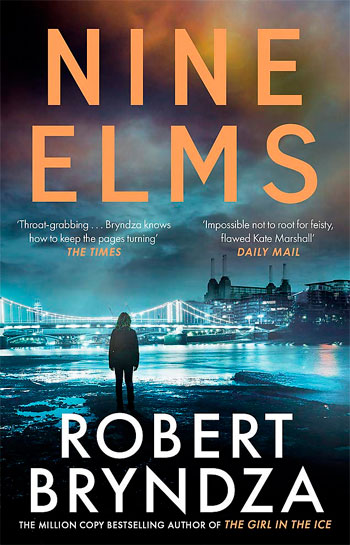 NINE
ELMS
'Throat-grabbing . . . Bryndza knows
how to keep the pages turning'
THE TIMES
'Impossible not to root for feisty,
flawed Kate Marshall'
DAILY MAIL
ROBERT
BRYNDZA
THE MILLION COPY BESTSELLING AUTHOR OF THE GIRL IN THE ICE